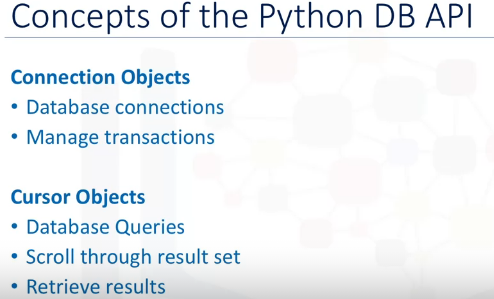 Concepts of the Python DB API
Connection Objects
• Database connections
• Manage transactions
Cursor Objects
• Database Queries
• Scroll through result set
• Retrieve results